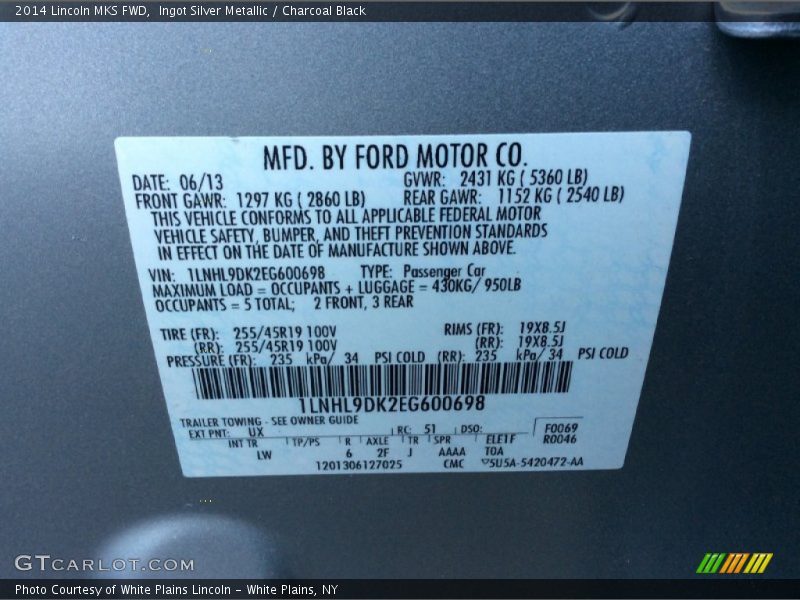 2014 Lincoln MKS FWD,  Ingot Silver Metallic / Charcoal Black
MFD. BY FORD MOTOR CO.
DATE: 06/13 GVWR: 2431 KG ( 5360 LB)
FRONT GAWR: 1297 KG ( 2860 LB) REAR GAWR: 1152 KG ( 2540 LB)
THIS VEHICLE CONFORMS TO ALL APPLICABLE FEDERAL MOTOR
VEHICLE SAFETY, BUMPER, AND THEFT PREVENTION STANDARDS
IN EFFECT ON THE DATE OF MANUFACTURE SHOWN ABOVE.
VIN: 1LNHL9DK2EG600698 TYPE: Passenger Car
MAXIMUM LOAD = OCCUPANTS + LUGGAGE = 430KG/ 950LB
OCCUPANTS = 5 TOTAL; 2 FRONT, 3 REAR
TIRE (FR): 255/45R19 100V RIMS (FR): 19X8.5J
(RR): 255/45R19 100V (RR): 19X8.5J
PRESSURE (FR): 235 kPa/ 34 PSI COLD (RR): 235 kPa/ 34 PSI COLD
1LNHL9DK2EG600698
TRAILER TOWING - SEE OWNER GUIDE
EXT PNT: UX RC: 51 DSO: F0069
INT TR TP/PS R AXLE TR SPR ELE1F R0046
LW 6 2F J AAAA TOA
1201306127025 CMC 5U5A-5420472-AA
GTCARLOT.COM
Photo Courtesy of White Plains Lincoln - White Plains, NY